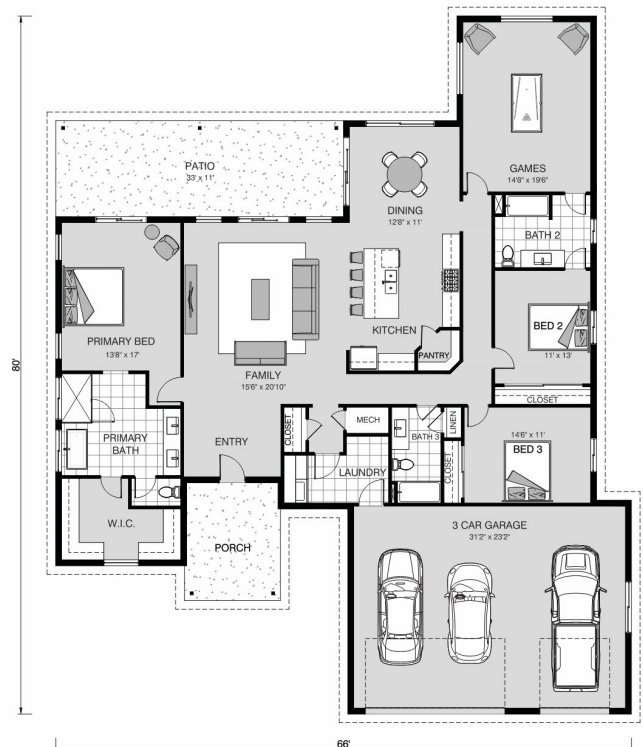 GAMES
14'8" x 19'6"
PATIO
33' x 11'
DINING
12'8" x 11'
BATH 2
PRIMARY BED
13'8" x 17'
KITCHEN
BED 2
11' x 13'
PANTRY
FAMILY
15'6" x 20'10"
CLOSET
80'
ENTRY
CLOSET
MECH
BATH 3
LINEN
14'6" x 11'
BED 3
PRIMARY
BATH
LAUNDRY
CLOSET
W.I.C.
PORCH
3 CAR GARAGE
31'2" x 23'2"
66'